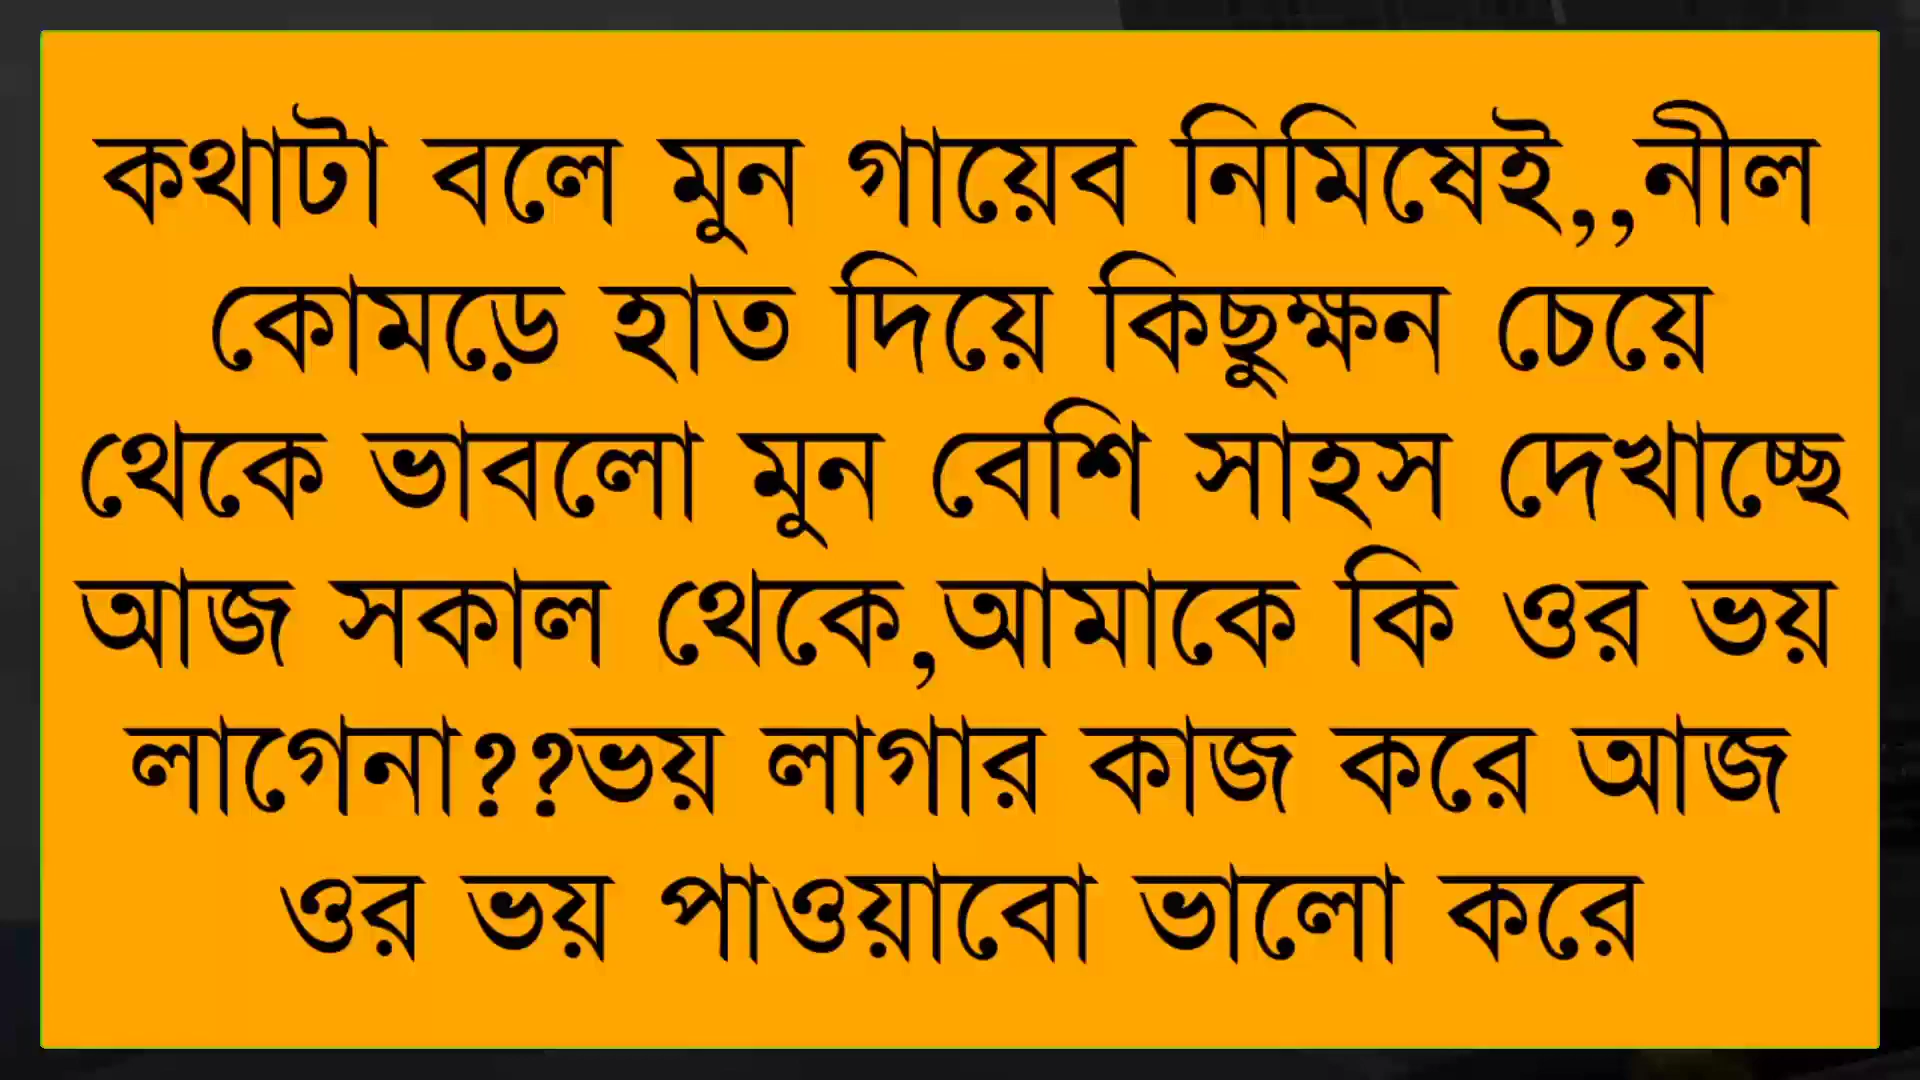 কথাটা বলে মুন গায়েব নিমিষেই,,নীল
কোমড়ে হাত দিয়ে কিছুক্ষন চেয়ে
থেকে ভাবলো মুন বেশি সাহস দেখাচ্ছে
আজ সকাল থেকে,আমাকে কি ওর ভয়
লাগেনা??ভয় লাগার কাজ করে আজ
ওর ভয় পাওয়াবো ভালো করে